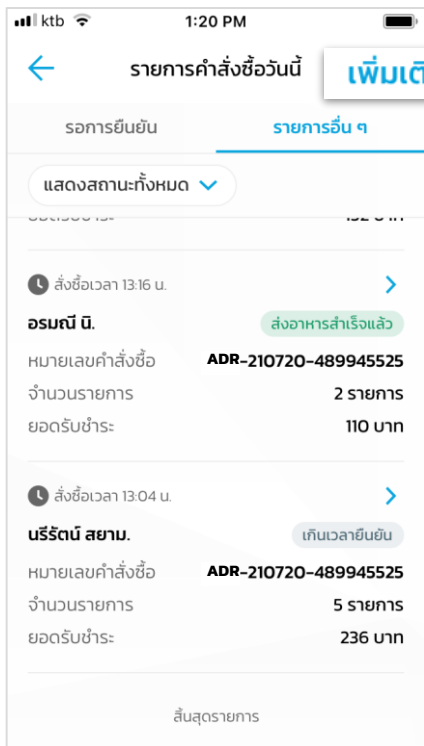 ktb 1:20 PM
รายการคำสั่งซื้อวันนี้ เพิ่มเติ
รอการยืนยัน รายการอื่น ๆ
แสดงสถานะทั้งหมด
สั่งซื้อเวลา 13:16 น.
อรมณี นิ. ส่งอาหารสำเร็จแล้ว
หมายเลขคำสั่งซื้อ ADR-210720-489945525
จำนวนรายการ 2 รายการ
ยอดรับชำระ 110 บาท
สั่งซื้อเวลา 13:04 น.
นรีรัตน์ สยาม. เกินเวลายืนยัน
หมายเลขคำสั่งซื้อ ADR-210720-489945525
จำนวนรายการ 5 รายการ
ยอดรับชำระ 236 บาท
สิ้นสุดรายการ